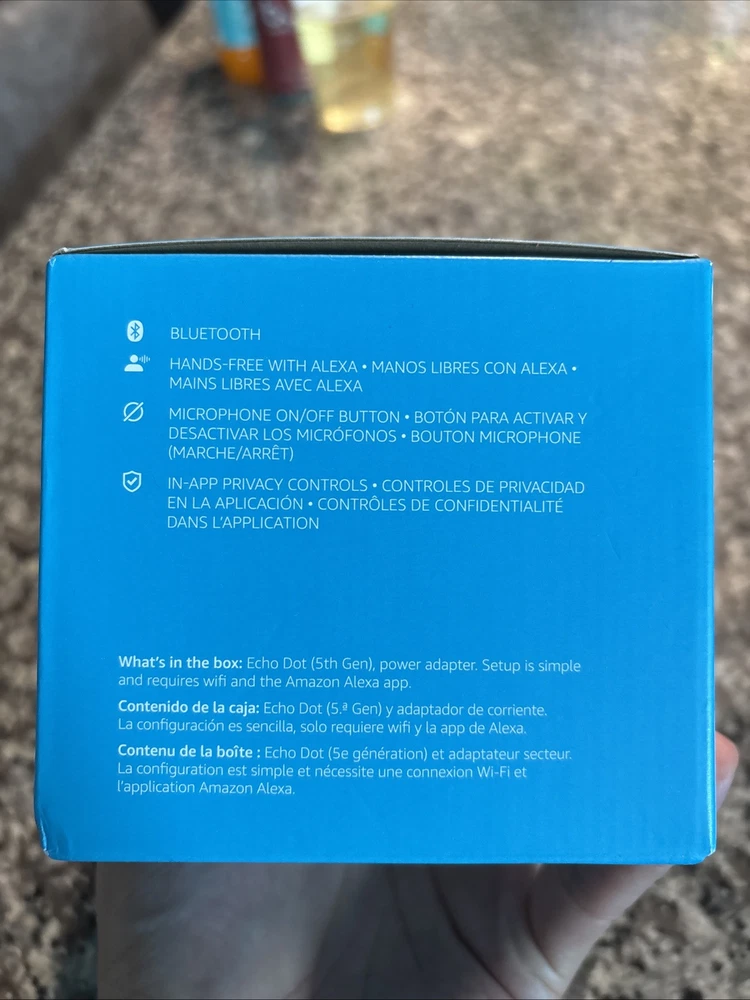 BLUETOOTH
HANDS-FREE WITH ALEXA • MANOS LIBRES CON ALEXA •
MAINS LIBRES AVEC ALEXA
MICROPHONE ON/OFF BUTTON • BOTÓN PARA ACTIVAR Y
DESACTIVAR LOS MICRÓFONOS • BOUTON MICROPHONE
(MARCHE/ARRÊT)
IN-APP PRIVACY CONTROLS • CONTROLES DE PRIVACIDAD
EN LA APLICACIÓN • CONTRÔLES DE CONFIDENTIALITÉ
DANS L'APPLICATION
What's in the box: Echo Dot (5th Gen), power adapter. Setup is simple
and requires wifi and the Amazon Alexa app.
Contenido de la caja: Echo Dot (5.ª Gen) y adaptador de corriente.
La configuración es sencilla, solo requiere wifi y la app de Alexa.
Contenu de la boîte : Echo Dot (5e génération) et adaptateur secteur.
La configuration est simple et nécessite une connexion Wi-Fi et
l'application Amazon Alexa.